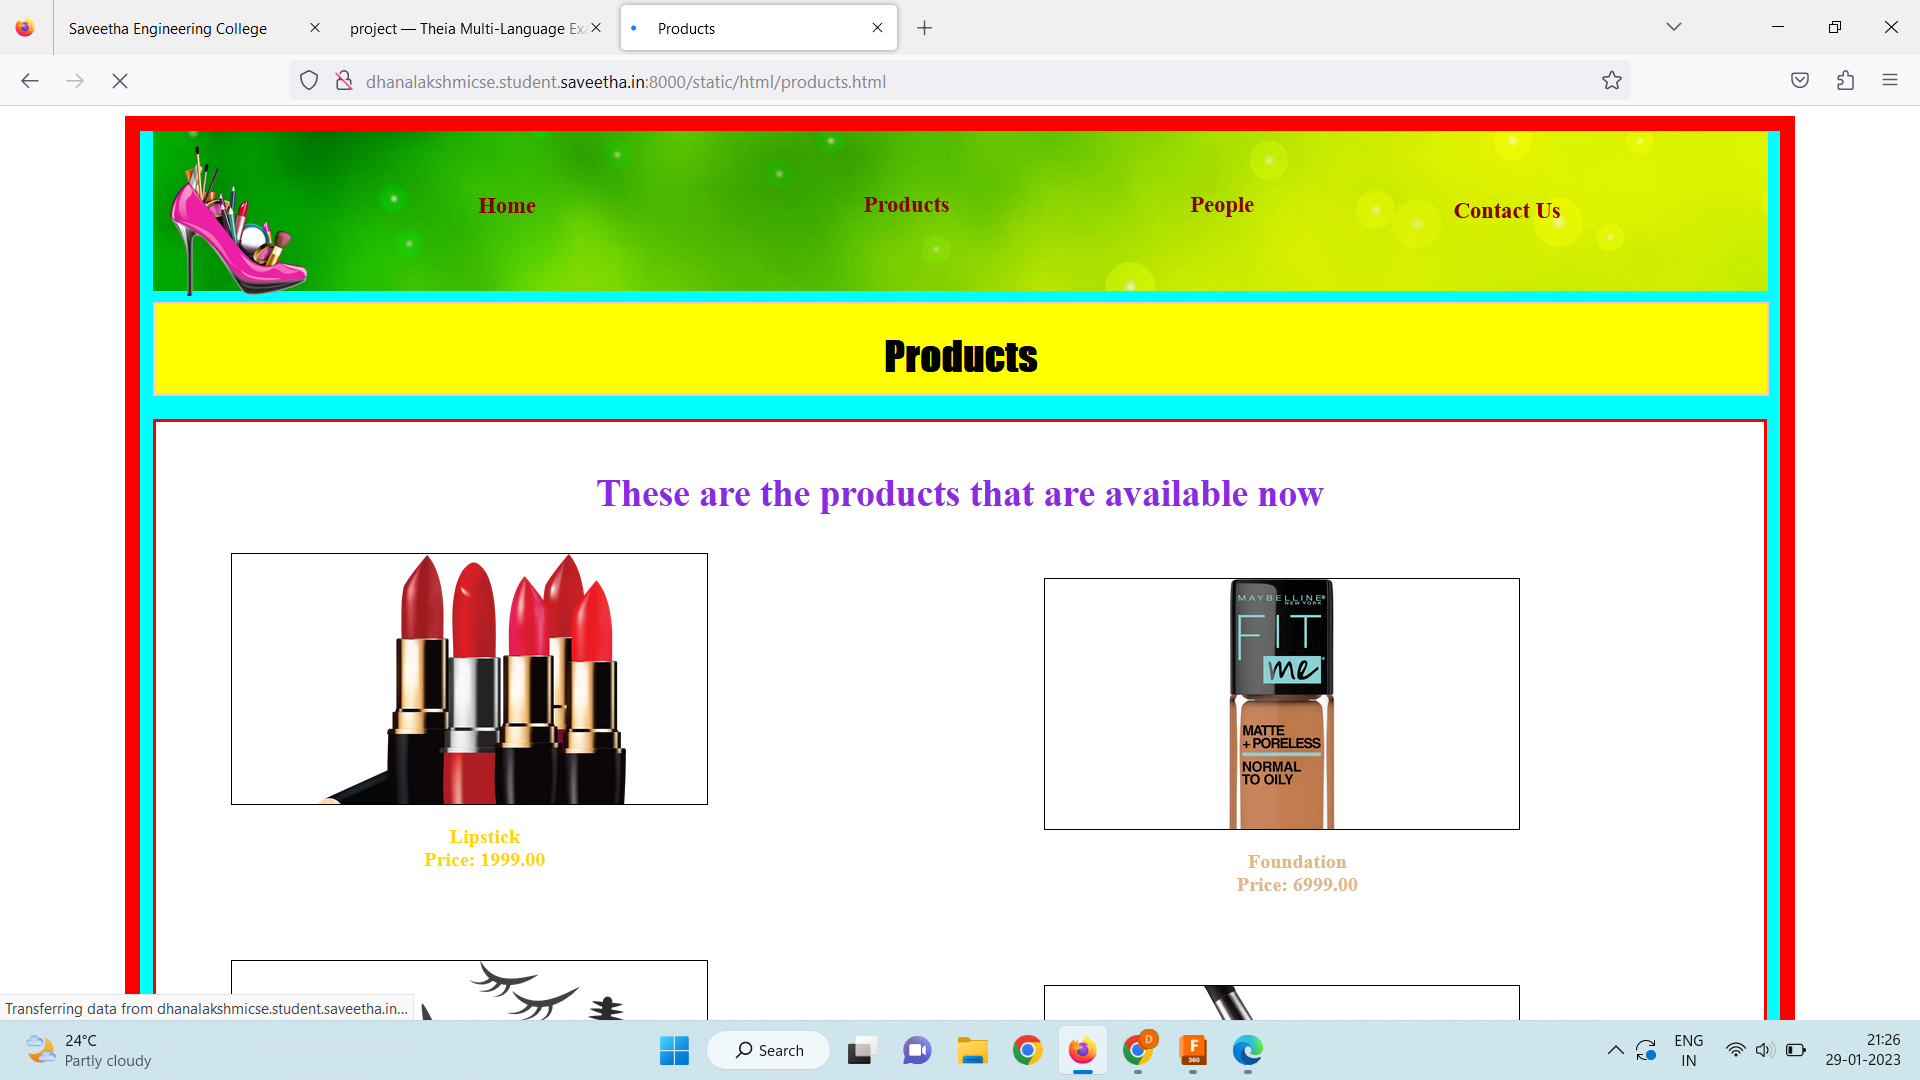 Saveetha Engineering College
project — Theia Multi-Language Exa
Products
dhanalakshmicse.student.saveetha.in:8000/static/html/products.html
Home
Products
People
Contact Us
Products
These are the products that are available now
MAYBELLINE®
NEW YORK
FIT
me
MATTE
+ PORELESS
NORMAL
TO OILY
Lipstick
Price: 1999.00
Foundation
Price: 6999.00
Transferring data from dhanalakshmicse.student.saveetha.in...
24°C
Partly cloudy
Search
D
F
360
ENG
IN
21:26
29-01-2023